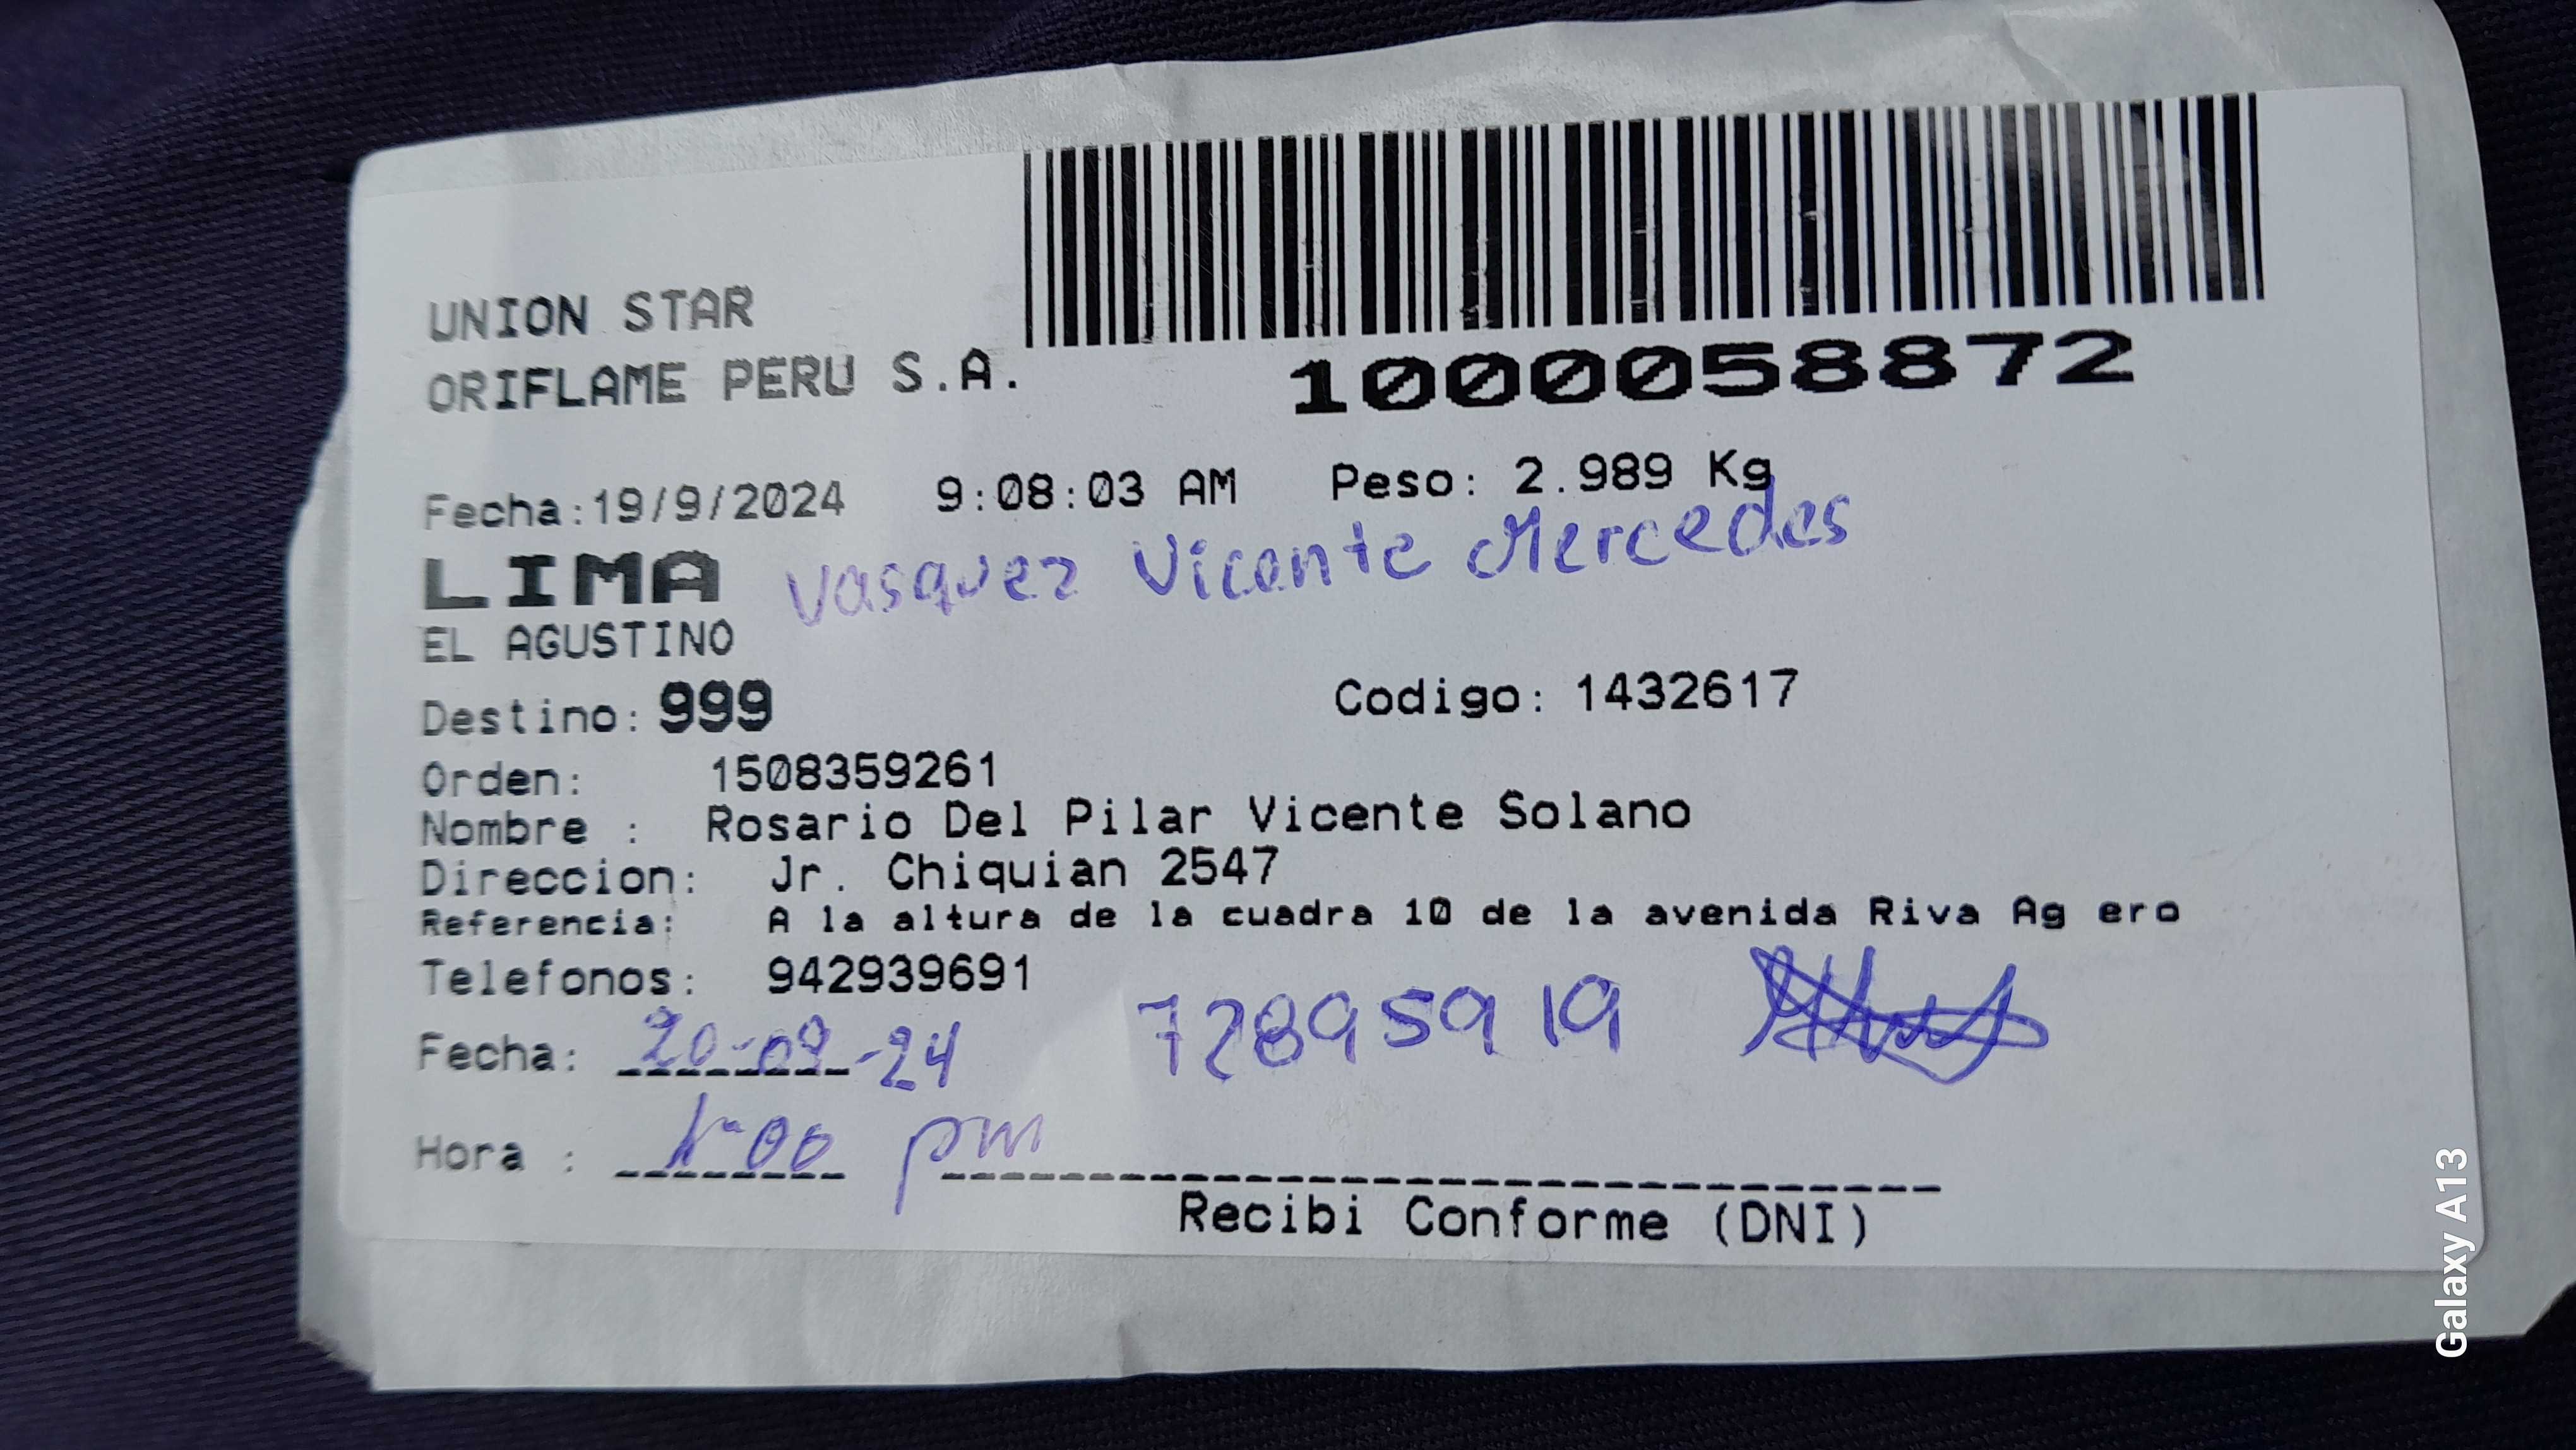 UNION STAR
ORIFLAME PERU S.A.
1000058872
Fecha:19/9/2024 9:08:03 AM Peso: 2.989 Kg
LIMA Vasquez Vicente Mercedes
EL AGUSTINO
Destino: 999 Codigo: 1432617
Orden: 1508359261
Nombre : Rosario Del Pilar Vicente Solano
Direccion: Jr. Chiquian 2547
Referencia: A la altura de la cuadra 10 de la avenida Riva Ag ero
Telefonos: 942939691
Fecha: 20-09-24 72895919
Hora : 1:00 pm
Recibi Conforme (DNI)
Galaxy A13